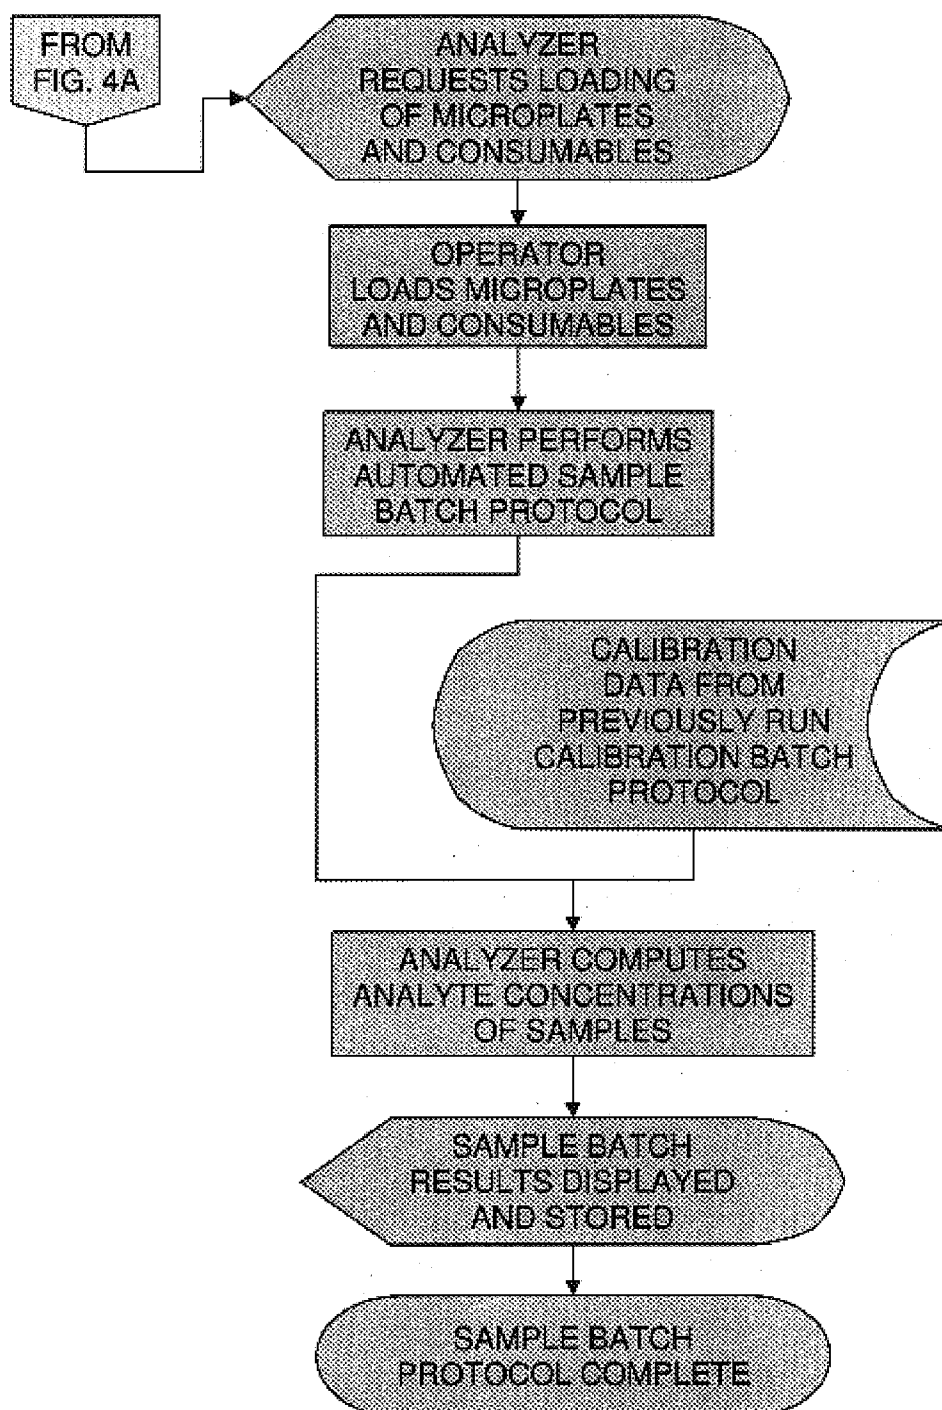 FROM
FIG. 4A
ANALYZER
REQUESTS LOADING
OF MICROPLATES
AND CONSUMABLES
OPERATOR
LOADS MICROPLATES
AND CONSUMABLES
ANALYZER PERFORMS
AUTOMATED SAMPLE
BATCH PROTOCOL
CALIBRATION
DATA FROM
PREVIOUSLY RUN
CALIBRATION BATCH
PROTOCOL
ANALYZER COMPUTES
ANALYTE CONCENTRATIONS
OF SAMPLES
SAMPLE BATCH
RESULTS DISPLAYED
AND STORED
SAMPLE BATCH
PROTOCOL COMPLETE